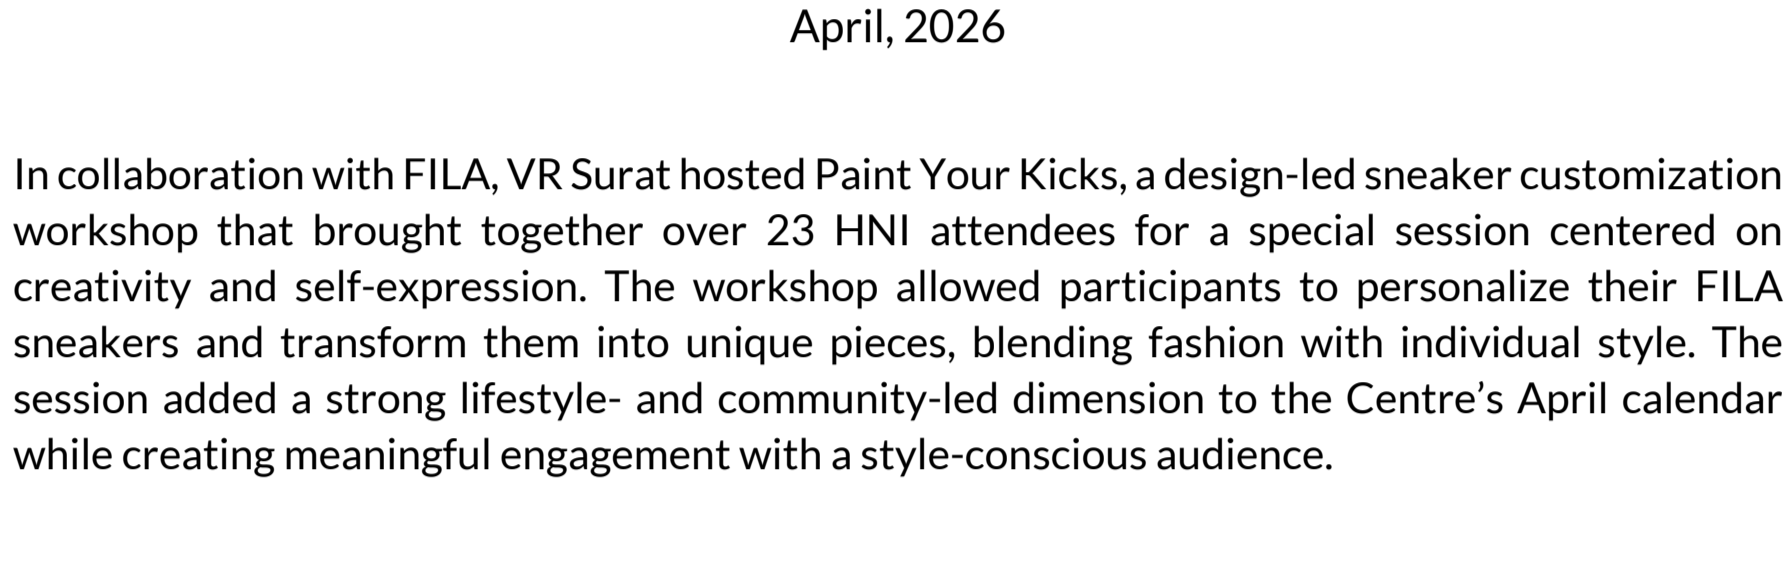 April, 2026
In collaboration with FILA, VR Surat hosted Paint Your Kicks, a design-led sneaker customization
workshop that brought together over 23 HNI attendees for a special session centered on
creativity and self-expression. The workshop allowed participants to personalize their FILA
sneakers and transform them into unique pieces, blending fashion with individual style. The
session added a strong lifestyle- and community-led dimension to the Centre’s April calendar
while creating meaningful engagement with a style-conscious audience.